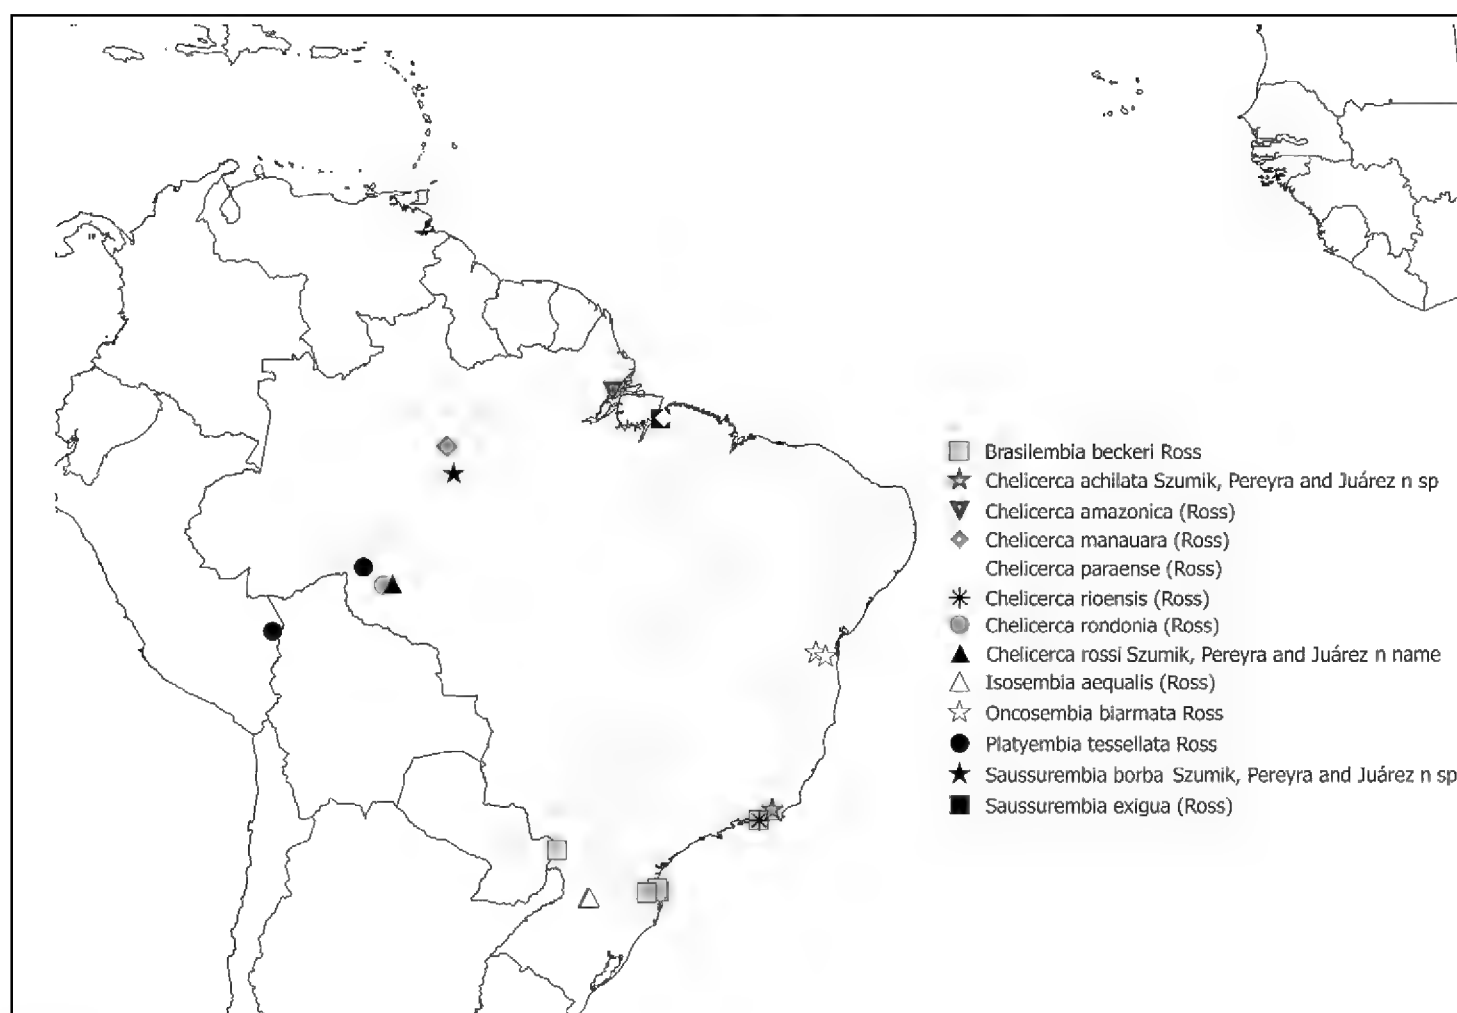 Brasilembia beckeri Ross
Chelicerca achilata Szumik, Pereyra and Juárez n sp
Chelicerca amazonica (Ross)
Chelicerca manauara (Ross)
Chelicerca paraense (Ross)
Chelicerca rioensis (Ross)
Chelicerca rondonia (Ross)
Chelicerca rossi Szumik, Pereyra and Juárez n name
Isosembia aequalis (Ross)
Oncosembia biarmata Ross
Platyembia tessellata Ross
Saussurembia borba Szumik, Pereyra and Juárez n sp
Saussurembia exigua (Ross)